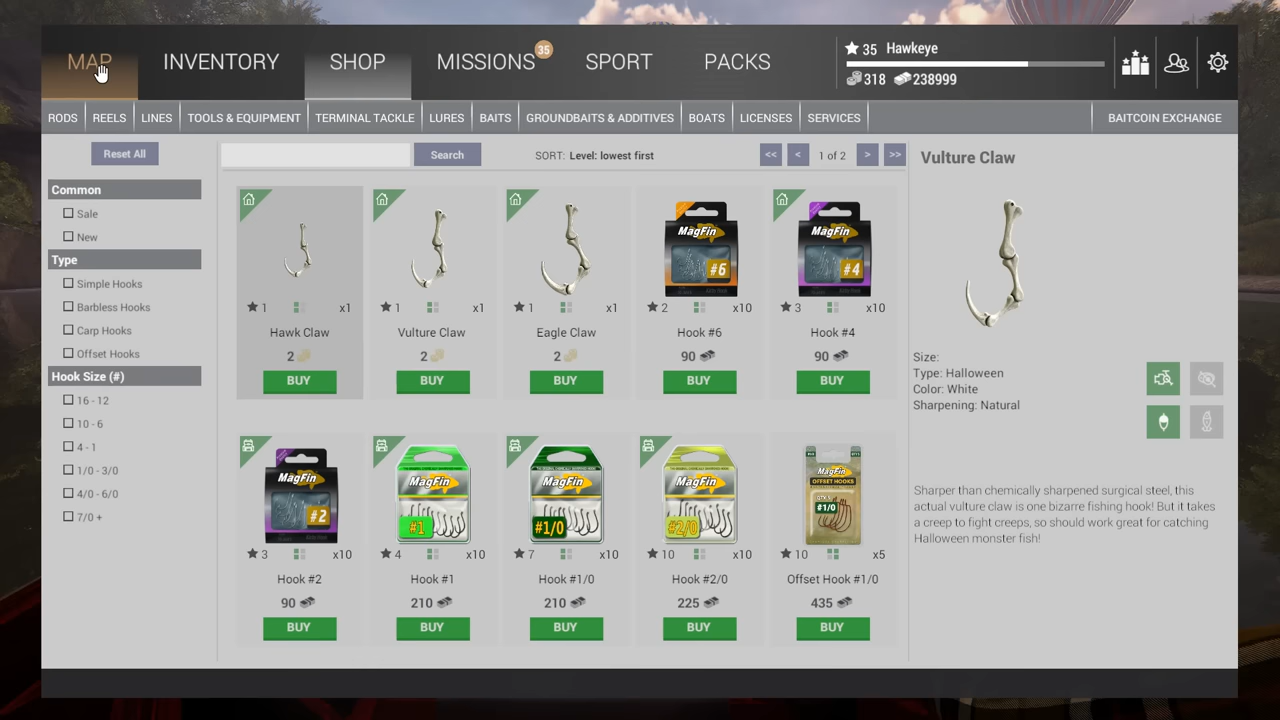 MAP INVENTORY SHOP MISSIONS 35 SPORT PACKS
35 Hawkeye
318 238999
RODS REELS LINES TOOLS & EQUIPMENT TERMINAL TACKLE LURES BAITS GROUNDBAITS & ADDITIVES BOATS LICENSES SERVICES BAITCOIN EXCHANGE
Reset All
Search
SORT: Level: lowest first
<< < 1 of 2 > >>
Common
Sale
New
Type
Simple Hooks
Barbless Hooks
Carp Hooks
Offset Hooks
Hook Size (#)
16 - 12
10 - 6
4 - 1
1/0 - 3/0
4/0 - 6/0
7/0 +
MagFin MagFin
#6 #4
1 x1 1 x1 1 x1 2 x10 3 x10
Hawk Claw Vulture Claw Eagle Claw Hook #6 Hook #4
2 2 2 90 90
BUY BUY BUY BUY BUY
MagFin MagFin MagFin MagFin MagFin
OFFSET HOOKS
#2 #1 #1/0 #2/0 #1/0
3 x10 4 x10 7 x10 10 x10 10 x5
Hook #2 Hook #1 Hook #1/0 Hook #2/0 Offset Hook #1/0
90 210 210 225 435
BUY BUY BUY BUY BUY
Vulture Claw
Size:
Type: Halloween
Color: White
Sharpening: Natural
Sharper than chemically sharpened surgical steel, this
actual vulture claw is one bizarre fishing hook! But it takes
a creep to fight creeps, so should work great for catching
Halloween monster fish!